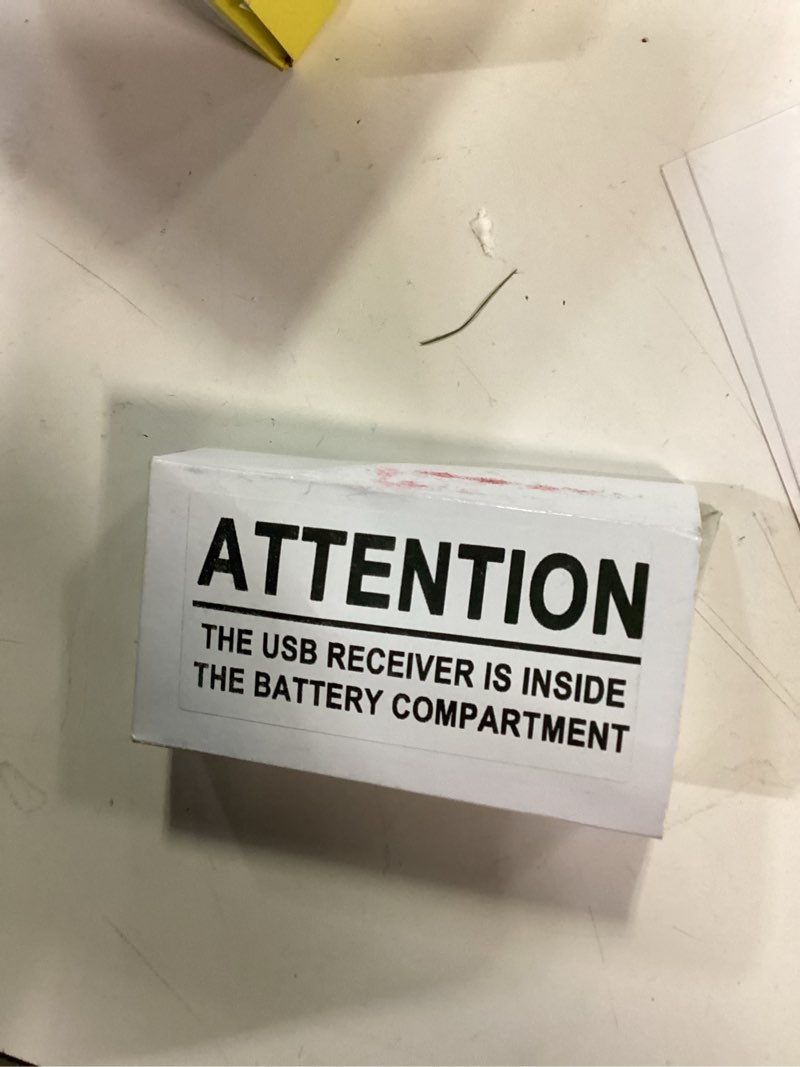 ATTENTION
THE USB RECEIVER IS INSIDE
THE BATTERY COMPARTMENT